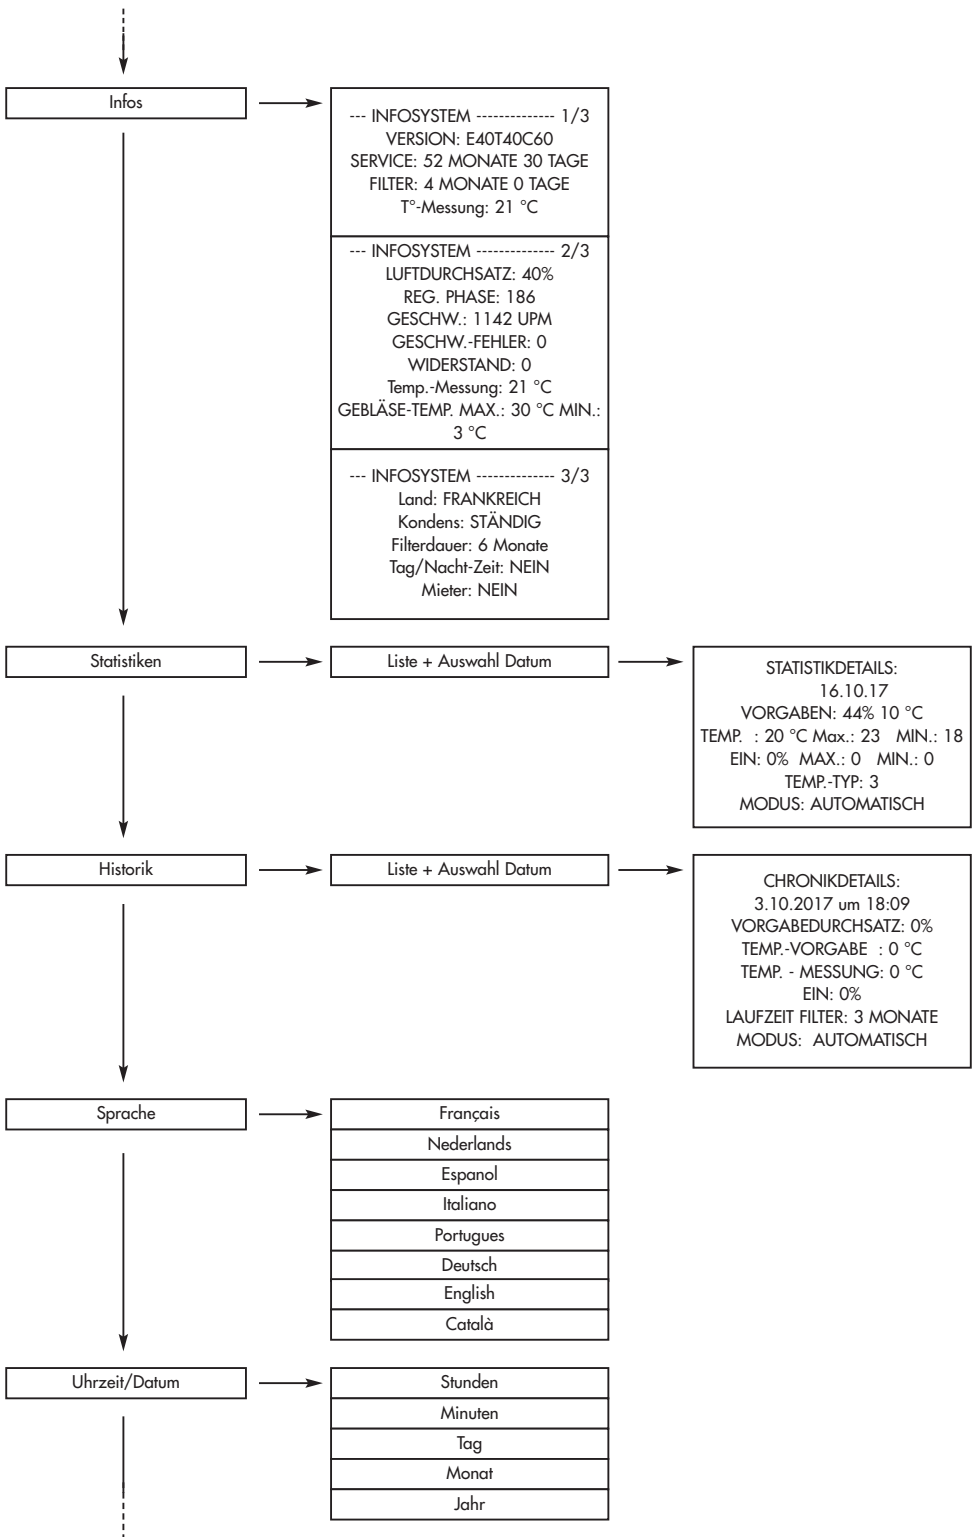 Infos
--- INFOSYSTEM -------------- 1/3
VERSION: E40T40C60
SERVICE: 52 MONATE 30 TAGE
FILTER: 4 MONATE 0 TAGE
T°-Messung: 21 °C
--- INFOSYSTEM -------------- 2/3
LUFTDURCHSATZ: 40%
REG. PHASE: 186
GESCHW.: 1142 UPM
GESCHW.-FEHLER: 0
WIDERSTAND: 0
Temp.-Messung: 21 °C
GEBLÄSE-TEMP. MAX.: 30 °C MIN.:
3 °C
--- INFOSYSTEM -------------- 3/3
Land: FRANKREICH
Kondens: STÄNDIG
Filterdauer: 6 Monate
Tag/Nacht-Zeit: NEIN
Mieter: NEIN
Statistiken
Liste + Auswahl Datum
STATISTIKDETAILS:
16.10.17
VORGABEN: 44% 10 °C
TEMP. : 20 °C Max.: 23 MIN.: 18
EIN: 0% MAX.: 0 MIN.: 0
TEMP.-TYP: 3
MODUS: AUTOMATISCH
Historik
Liste + Auswahl Datum
CHRONIKDETAILS:
3.10.2017 um 18:09
VORGABEDURCHSATZ: 0%
TEMP.-VORGABE : 0 °C
TEMP. - MESSUNG: 0 °C
EIN: 0%
LAUFZEIT FILTER: 3 MONATE
MODUS: AUTOMATISCH
Sprache
Français
Nederlands
Espanol
Italiano
Portugues
Deutsch
English
Català
Uhrzeit/Datum
Stunden
Minuten
Tag
Monat
Jahr